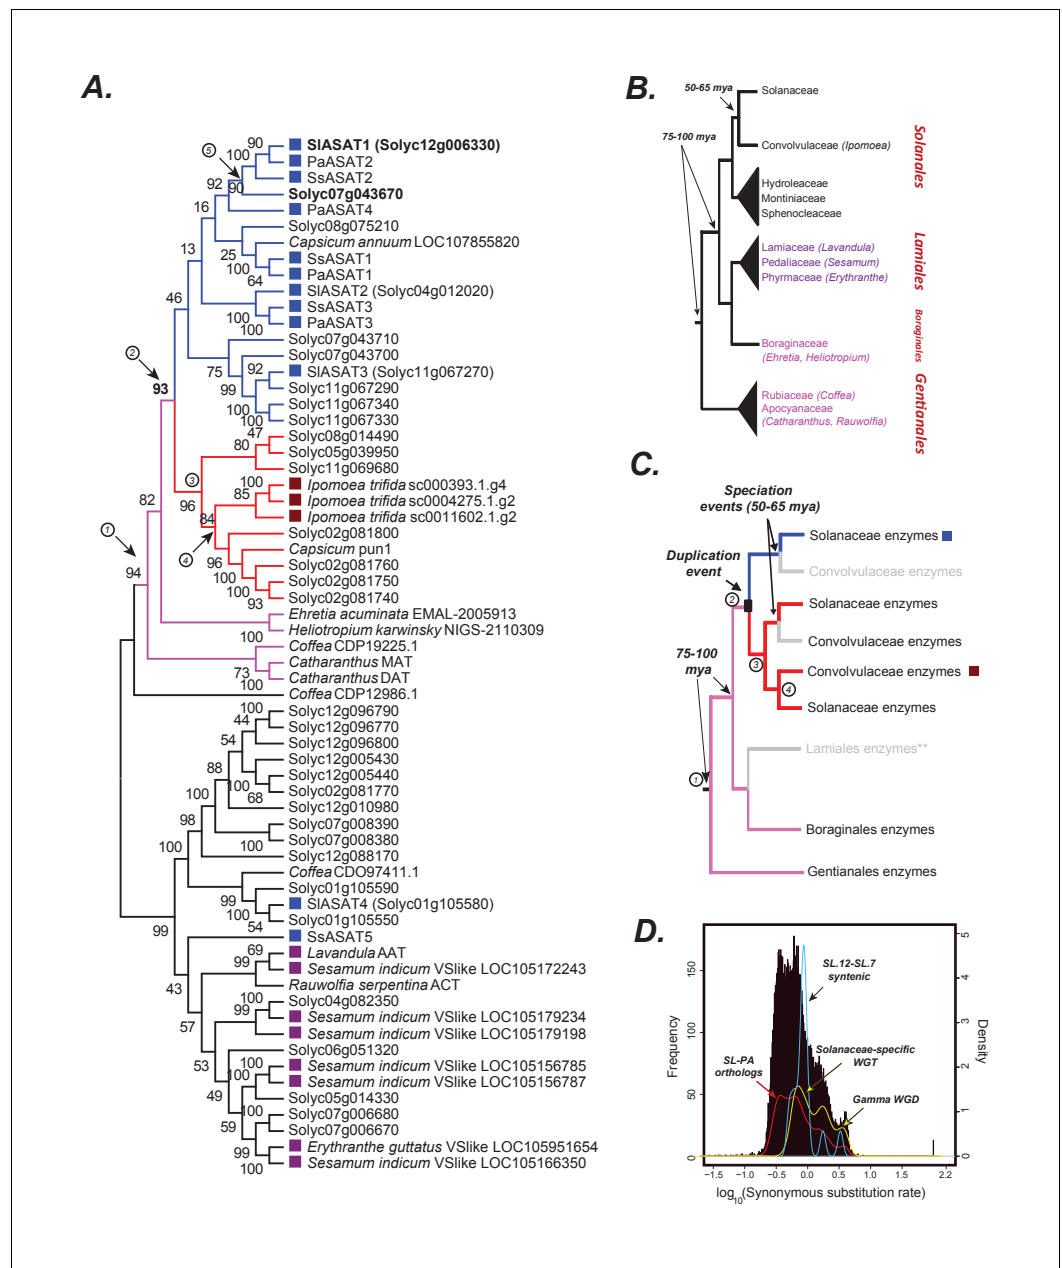 A.
SlASAT1 (Solyc12g006330)
PaASAT2
SsASAT2
Solyc07g043670
PaASAT4
Solyc08g075210
Capsicum annuum LOC107855820
SsASAT1
PaASAT1
SlASAT2 (Solyc04g012020)
SsASAT3
PaASAT3
Solyc07g043710
Solyc07g043700
SlASAT3 (Solyc11g067270)
Solyc11g067290
Solyc11g067340
Solyc11g067330
Solyc08g014490
Solyc05g039950
Solyc11g069680
Ipomoea trifida sc000393.1.g4
Ipomoea trifida sc0004275.1.g2
Ipomoea trifida sc0011602.1.g2
Solyc02g081800
Capsicum pun1
Solyc02g081760
Solyc02g081750
Solyc02g081740
Ehretia acuminata EMAL-2005913
Heliotropium karwinsky NIGS-2110309
Coffea CDP19225.1
Catharanthus MAT
Catharanthus DAT
Coffea CDP12986.1
Solyc12g096790
Solyc12g096770
Solyc12g096800
Solyc12g005430
Solyc12g005440
Solyc02g081770
Solyc12g010980
Solyc07g008390
Solyc07g008380
Solyc12g088170
Coffea CDO97411.1
Solyc01g105590
SlASAT4 (Solyc01g105580)
Solyc01g105550
SsASAT5
Lavandula AAT
Sesamum indicum VSlike LOC105172243
Rauwolfia serpentina ACT
Solyc04g082350
Sesamum indicum VSlike LOC105179234
Sesamum indicum VSlike LOC105179198
Solyc06g051320
Sesamum indicum VSlike LOC105156785
Sesamum indicum VSlike LOC105156787
Solyc05g014330
Solyc07g006680
Solyc07g006670
Erythranthe guttatus VSlike LOC105951654
Sesamum indicum VSlike LOC105166350
90
100
5
92
90
16
13
25
100
64
46
100
100
2
93
75
92
99
100
100
47
80
3
96
100
85
84
4
96
100
100
93
82
1
94
100
73
100
100
44
54
88
100
68
100
98
100
100
99
100
54
99
69
99
43
100
99
57
53
100
100
49
100
59
99
100
B.
50-65 mya
75-100 mya
Solanaceae
Convolvulaceae (Ipomoea)
Hydroleaceae
Montiniaceae
Sphenocleaceae
Lamiaceae (Lavandula)
Pedaliaceae (Sesamum)
Phyrmaceae (Erythranthe)
Boraginaceae
(Ehretia, Heliotropium)
Rubiaceae (Coffea)
Apocyanaceae
(Catharanthus, Rauwolfia)
Solanales
Lamiales
Boraginales
Gentianales
C.
Speciation
events (50-65 mya)
Duplication
event
75-100
mya
1
2
3
4
Solanaceae enzymes
Convolvulaceae enzymes
Solanaceae enzymes
Convolvulaceae enzymes
Convolvulaceae enzymes
Solanaceae enzymes
Lamiales enzymes**
Boraginales enzymes
Gentianales enzymes
D.
SL.12-SL.7
syntenic
Solanaceae-specific
WGT
SL-PA
orthologs
Gamma WGD
Frequency
0
50
100
150
Density
0
1
2
3
4
5
−1.5
−1.0
−0.5
0.0
0.5
1.0
1.5
2.2
log10(Synonymous substitution rate)